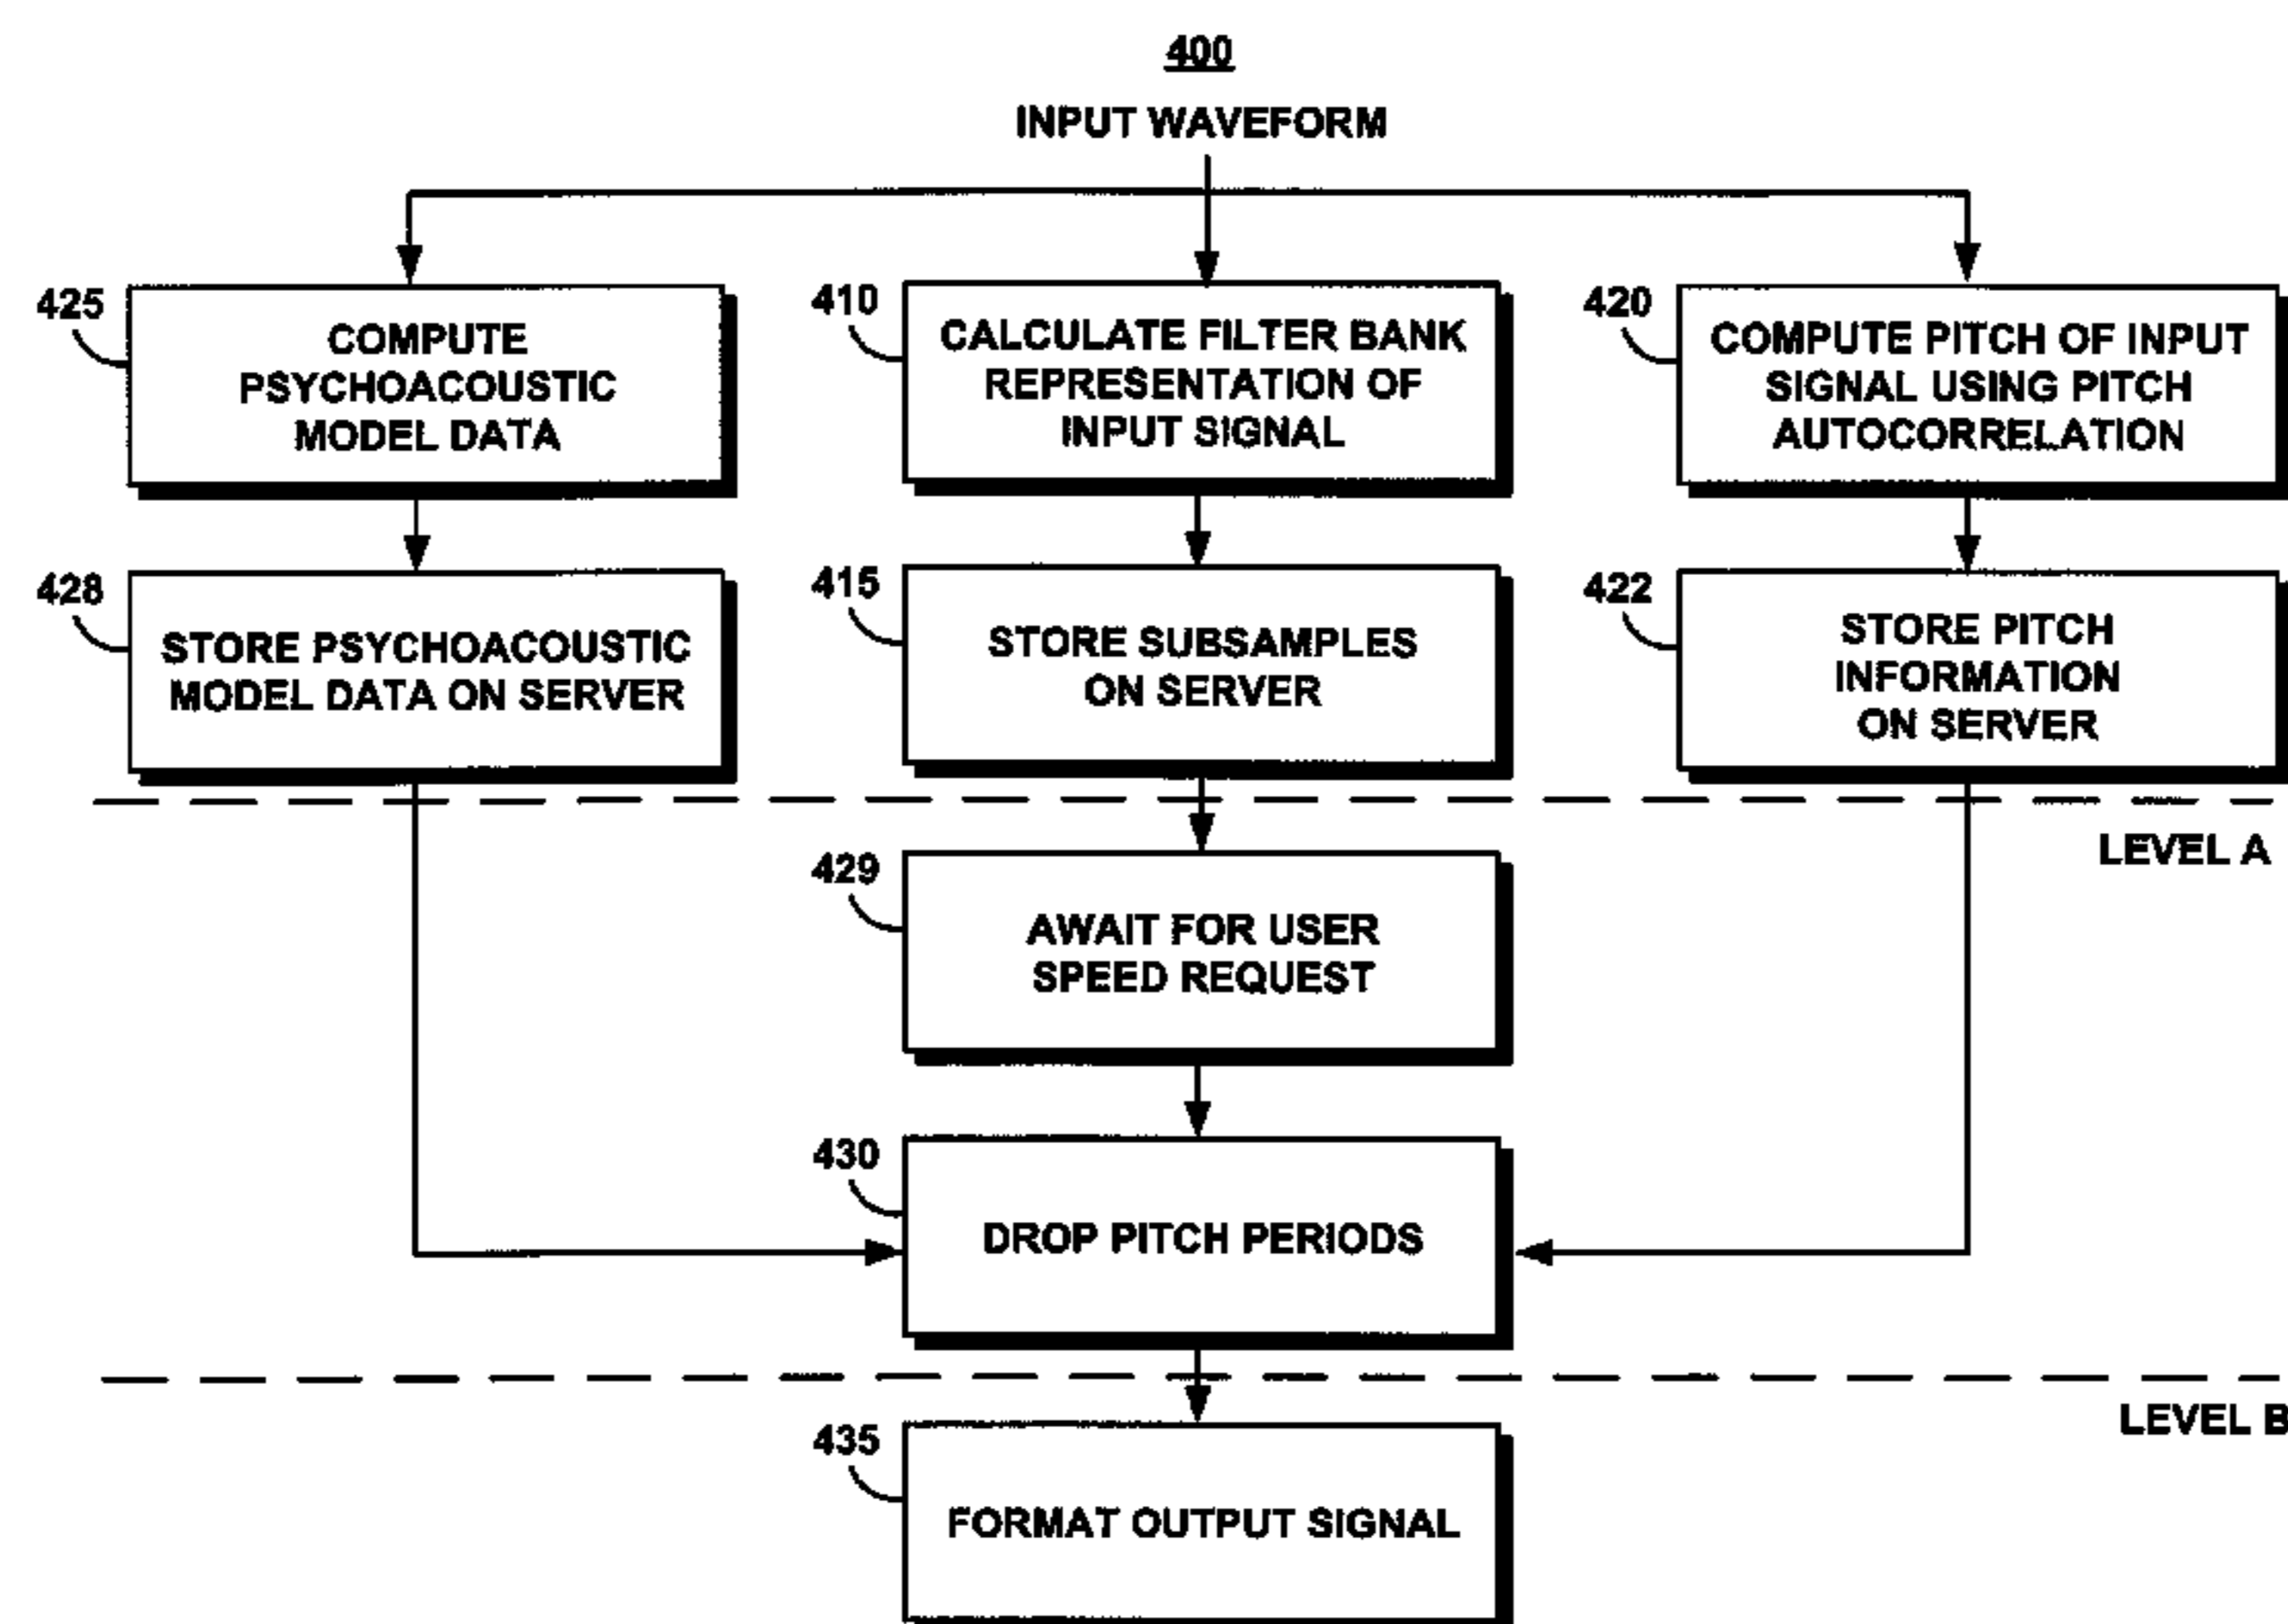 400
INPUT WAVEFORM
425
COMPUTE
PSYCHOACOUSTIC
MODEL DATA
410
CALCULATE FILTER BANK
REPRESENTATION OF
INPUT SIGNAL
420
COMPUTE PITCH OF INPUT
SIGNAL USING PITCH
AUTOCORRELATION
428
STORE PSYCHOACOUSTIC
MODEL DATA ON SERVER
415
STORE SUBSAMPLES
ON SERVER
422
STORE PITCH
INFORMATION
ON SERVER
LEVEL A
429
AWAIT FOR USER
SPEED REQUEST
430
DROP PITCH PERIODS
LEVEL B
435
FORMAT OUTPUT SIGNAL